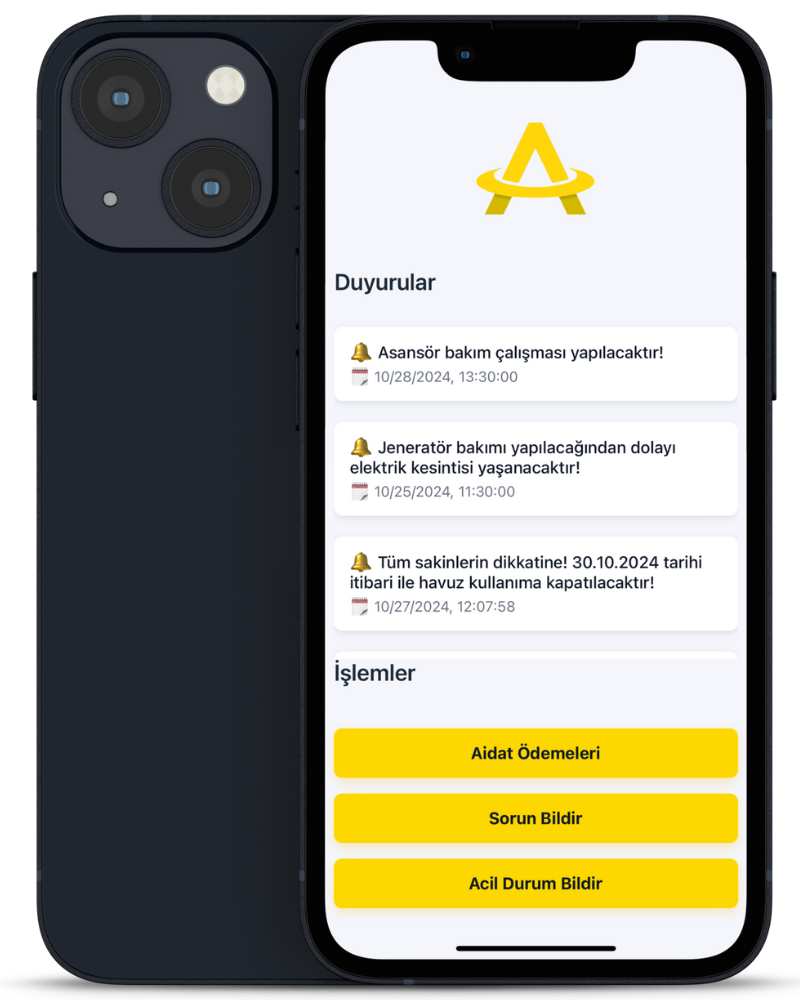 Duyurular
🔔 Asansör bakım çalışması yapılacaktır!
🗓️ 10/28/2024, 13:30:00
🔔 Jeneratör bakımı yapılacağından dolayı
elektrik kesintisi yaşanacaktır!
🗓️ 10/25/2024, 11:30:00
🔔 Tüm sakinlerin dikkatine! 30.10.2024 tarihi
itibari ile havuz kullanıma kapatılacaktır!
🗓️ 10/27/2024, 12:07:58
İşlemler
Aidat Ödemeleri
Sorun Bildir
Acil Durum Bildir